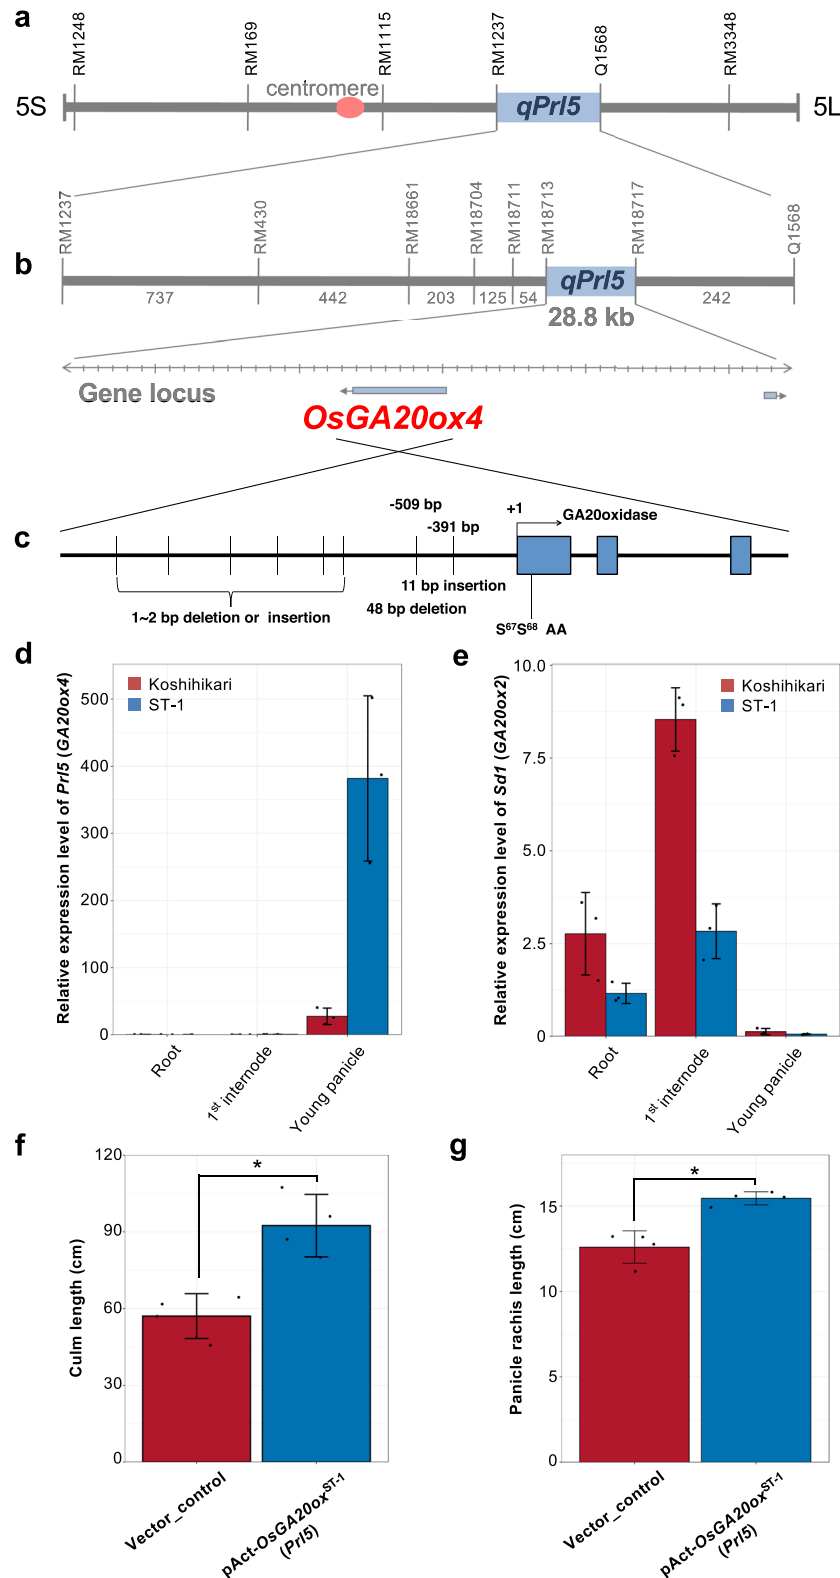 a
RM1248
RM169
RM1115
RM1237
Q1568
RM3348
centromere
5S
qPrl5
5L
b
RM1237
RM430
RM18661
RM18704
RM18711
RM18713
RM18717
Q1568
qPrl5
737
442
203
125
54
242
28.8 kb
Gene locus
OsGA20ox4
c
-509 bp
-391 bp
+1
GA20oxidase
11 bp insertion
1~2 bp deletion or insertion
48 bp deletion
S67S68 AA
d
Relative expression level of Prl5 (GA20ox4)
Koshihikari
ST-1
500
400
300
200
100
0
Root
1st internode
Young panicle
e
Relative expression level of Sd1 (GA20ox2)
Koshihikari
ST-1
10.0
7.5
5.0
2.5
0
Root
1st internode
Young panicle
f
Culm length (cm)
120
90
60
30
0
*
Vector_control
pAct-OsGA20oxST-1
(Prl5)
g
Panicle rachis length (cm)
15
10
5
0
*
Vector_control
pAct-OsGA20oxST-1
(Prl5)